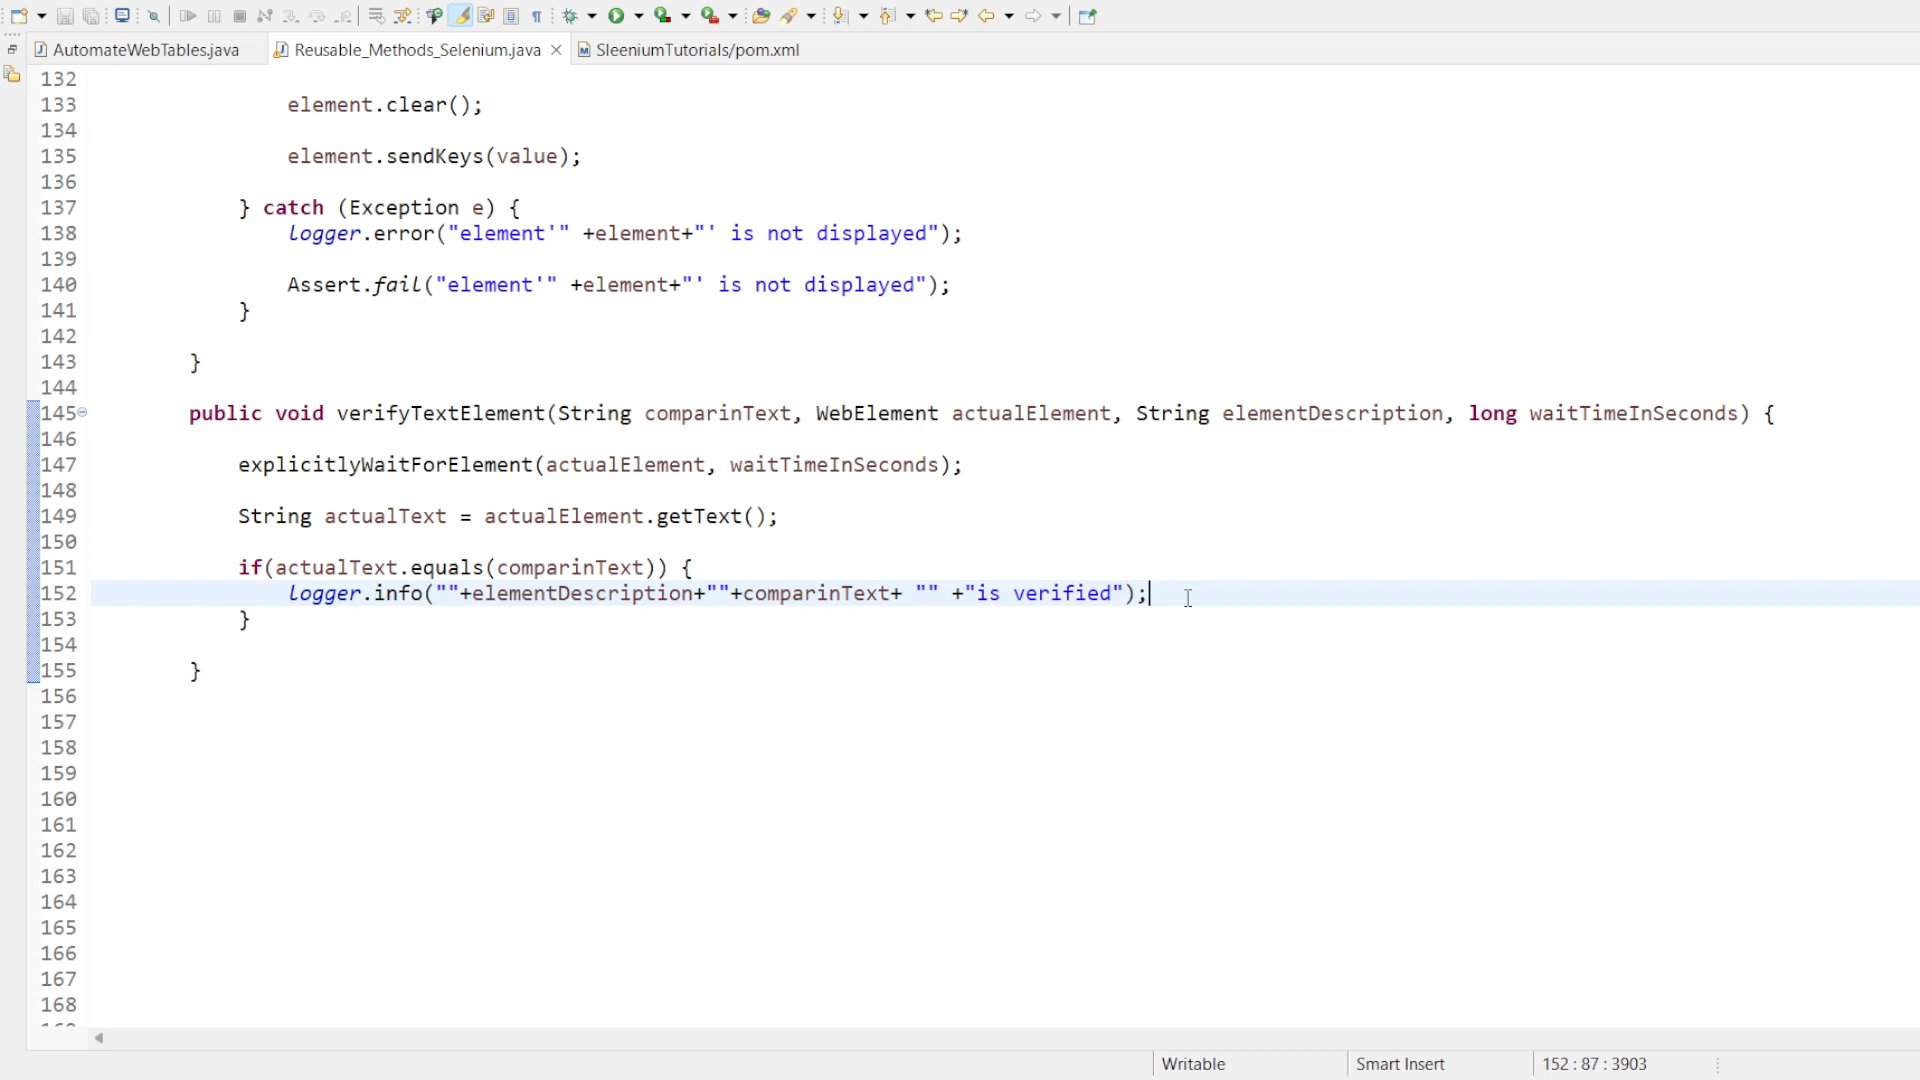 AutomateWebTables.java Reusable_Methods_Selenium.java SleeniumTutorials/pom.xml
132
133 element.clear();
134
135 element.sendKeys(value);
136
137 } catch (Exception e) {
138 logger.error("element'" +element+"' is not displayed");
139
140 Assert.fail("element'" +element+"' is not displayed");
141 }
142
143 }
144
145 public void verifyTextElement(String comparinText, WebElement actualElement, String elementDescription, long waitTimeInSeconds) {
146
147 explicitlyWaitForElement(actualElement, waitTimeInSeconds);
148
149 String actualText = actualElement.getText();
150
151 if(actualText.equals(comparinText)) {
152 logger.info(""+elementDescription+""+comparinText+ "" +"is verified");
153 }
154
155 }
156
157
158
159
160
161
162
163
164
165
166
167
168
Writable Smart Insert 152 : 87 : 3903